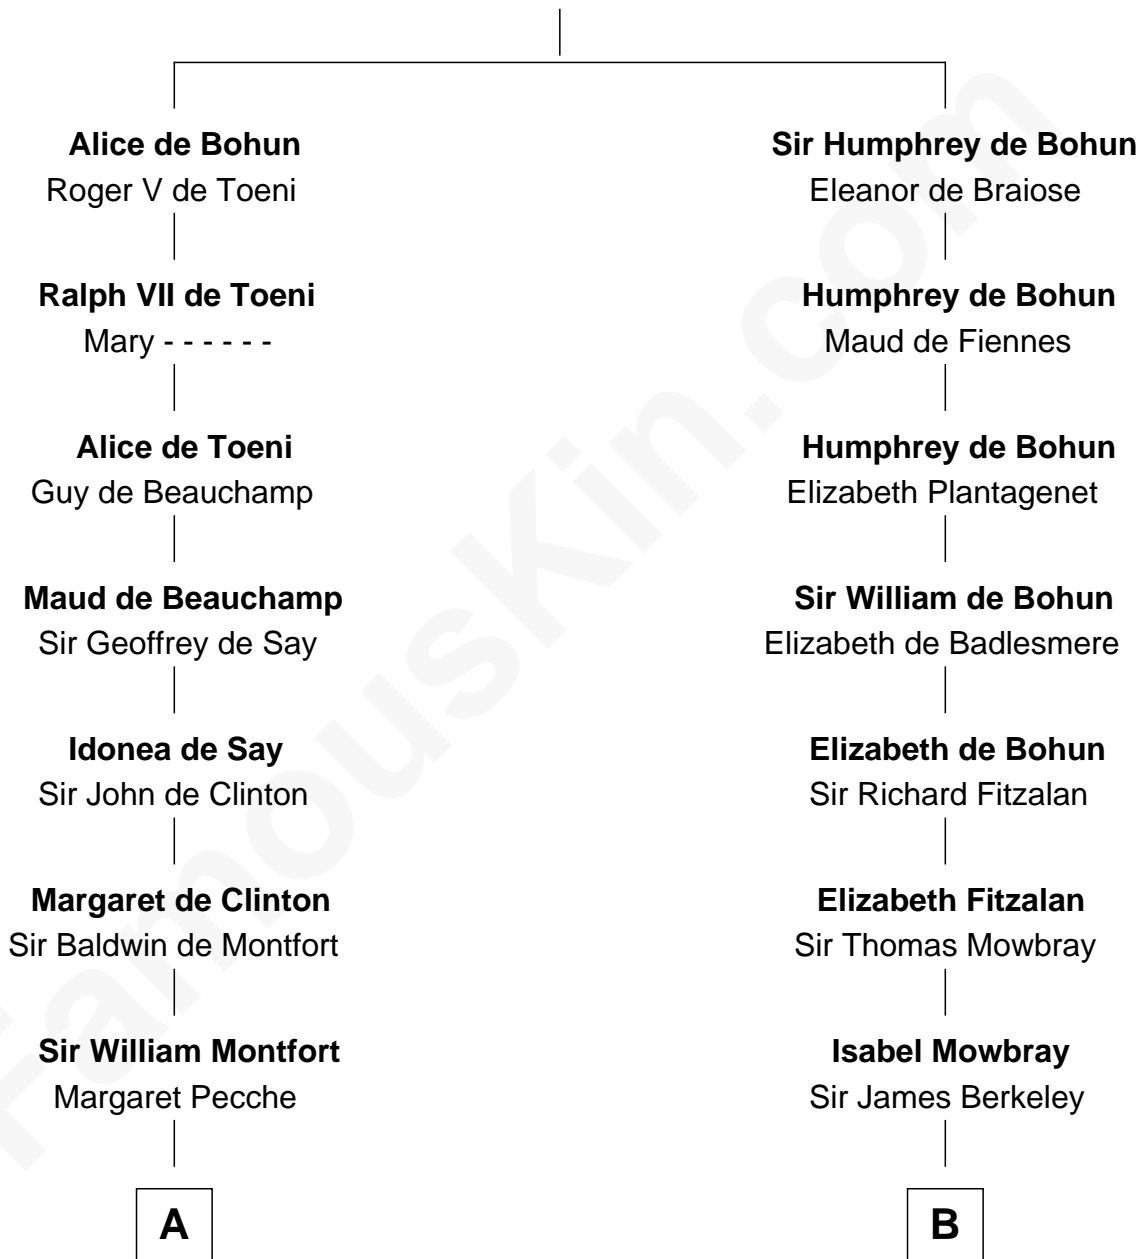 Alice de Bohun
Roger V de Toeni
Ralph VII de Toeni
Mary - - - - - -
Alice de Toeni
Guy de Beauchamp
Maud de Beauchamp
Sir Geoffrey de Say
Idonea de Say
Sir John de Clinton
Margaret de Clinton
Sir Baldwin de Montfort
Sir William Montfort
Margaret Pecche
A
Sir Humphrey de Bohun
Eleanor de Braiose
Humphrey de Bohun
Maud de Fiennes
Humphrey de Bohun
Elizabeth Plantagenet
Sir William de Bohun
Elizabeth de Badlesmere
Elizabeth de Bohun
Sir Richard Fitzalan
Elizabeth Fitzalan
Sir Thomas Mowbray
Isabel Mowbray
Sir James Berkeley
B
FamousKin.com